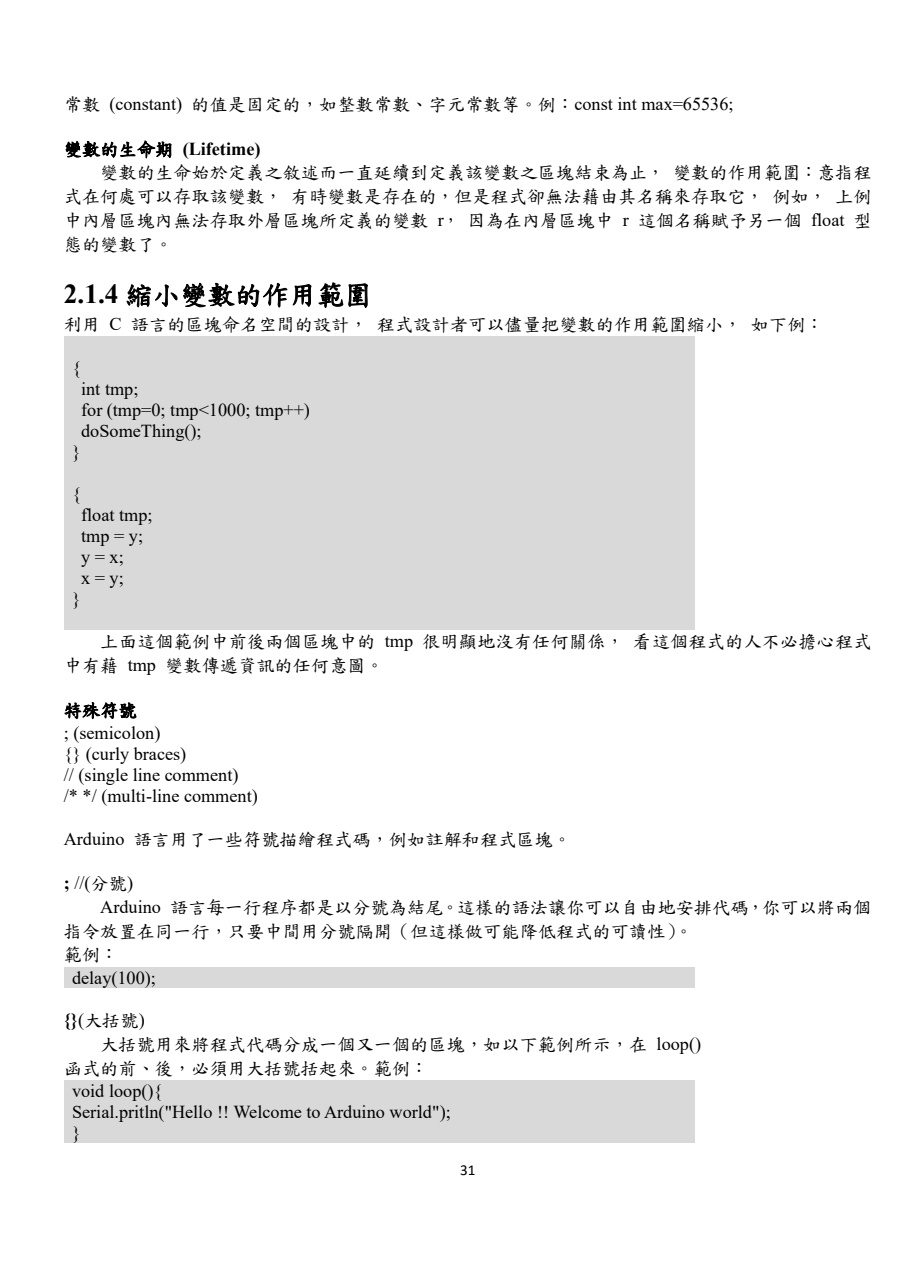 常數 (constant) 的值是固定的，如整數常數、字元常數等。例：const int max=65536;
變數的生命期 (Lifetime)
變數的生命始於定義之敘述而一直延續到定義該變數之區塊結束為止， 變數的作用範圍：意指程
式在何處可以存取該變數， 有時變數是存在的，但是程式卻無法藉由其名稱來存取它， 例如， 上例
中內層區塊內無法存取外層區塊所定義的變數 r， 因為在內層區塊中 r 這個名稱賦予另一個 float 型
態的變數了。
2.1.4 縮小變數的作用範圍
利用 C 語言的區塊命名空間的設計， 程式設計者可以儘量把變數的作用範圍縮小， 如下例：
{
int tmp;
for (tmp=0; tmp<1000; tmp++)
doSomeThing();
}
{
float tmp;
tmp = y;
y = x;
x = y;
}
上面這個範例中前後兩個區塊中的 tmp 很明顯地沒有任何關係， 看這個程式的人不必擔心程式
中有藉 tmp 變數傳遞資訊的任何意圖。
特殊符號
; (semicolon)
{} (curly braces)
// (single line comment)
/* */ (multi-line comment)
Arduino 語言用了一些符號描繪程式碼，例如註解和程式區塊。
; //(分號)
Arduino 語言每一行程序都是以分號為結尾。這樣的語法讓你可以自由地安排代碼，你可以將兩個
指令放置在同一行，只要中間用分號隔開（但這樣做可能降低程式的可讀性）。
範例：
delay(100);
{}(大括號)
大括號用來將程式代碼分成一個又一個的區塊，如以下範例所示，在 loop()
函式的前、後，必須用大括號括起來。範例：
void loop(){
Serial.pritln("Hello !! Welcome to Arduino world");
}
31